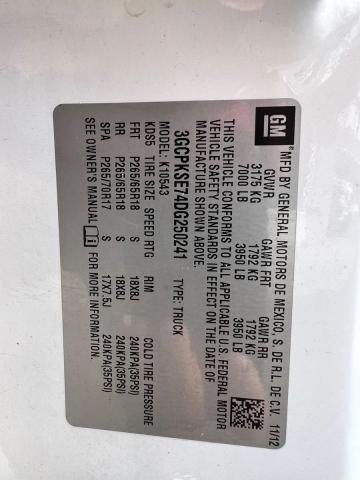 GM
MFD BY GENERAL MOTORS DE MEXICO, S. DE R.L. DE C.V. 11/12
GVWR GAWR FRT GAWR RR
3175 KG 1792 KG 1792 KG
7000 LB 3950 LB 3950 LB
THIS VEHICLE CONFORMS TO ALL APPLICABLE U.S. FEDERAL MOTOR
VEHICLE SAFETY STANDARDS IN EFFECT ON THE DATE OF
MANUFACTURE SHOWN ABOVE.
3GCPKSE74DG250241 TYPE: TRUCK
MODEL: K10543
KDS5 TIRE SIZE SPEED RTG RIM COLD TIRE PRESSURE
FRT P265/65R18 S 18X8J 240KPA(35PSI)
RR P265/65R18 S 18X8J 240KPA(35PSI)
SPA P265/70R17 S 17X7.5J 240KPA(35PSI)
SEE OWNER'S MANUAL FOR MORE INFORMATION.